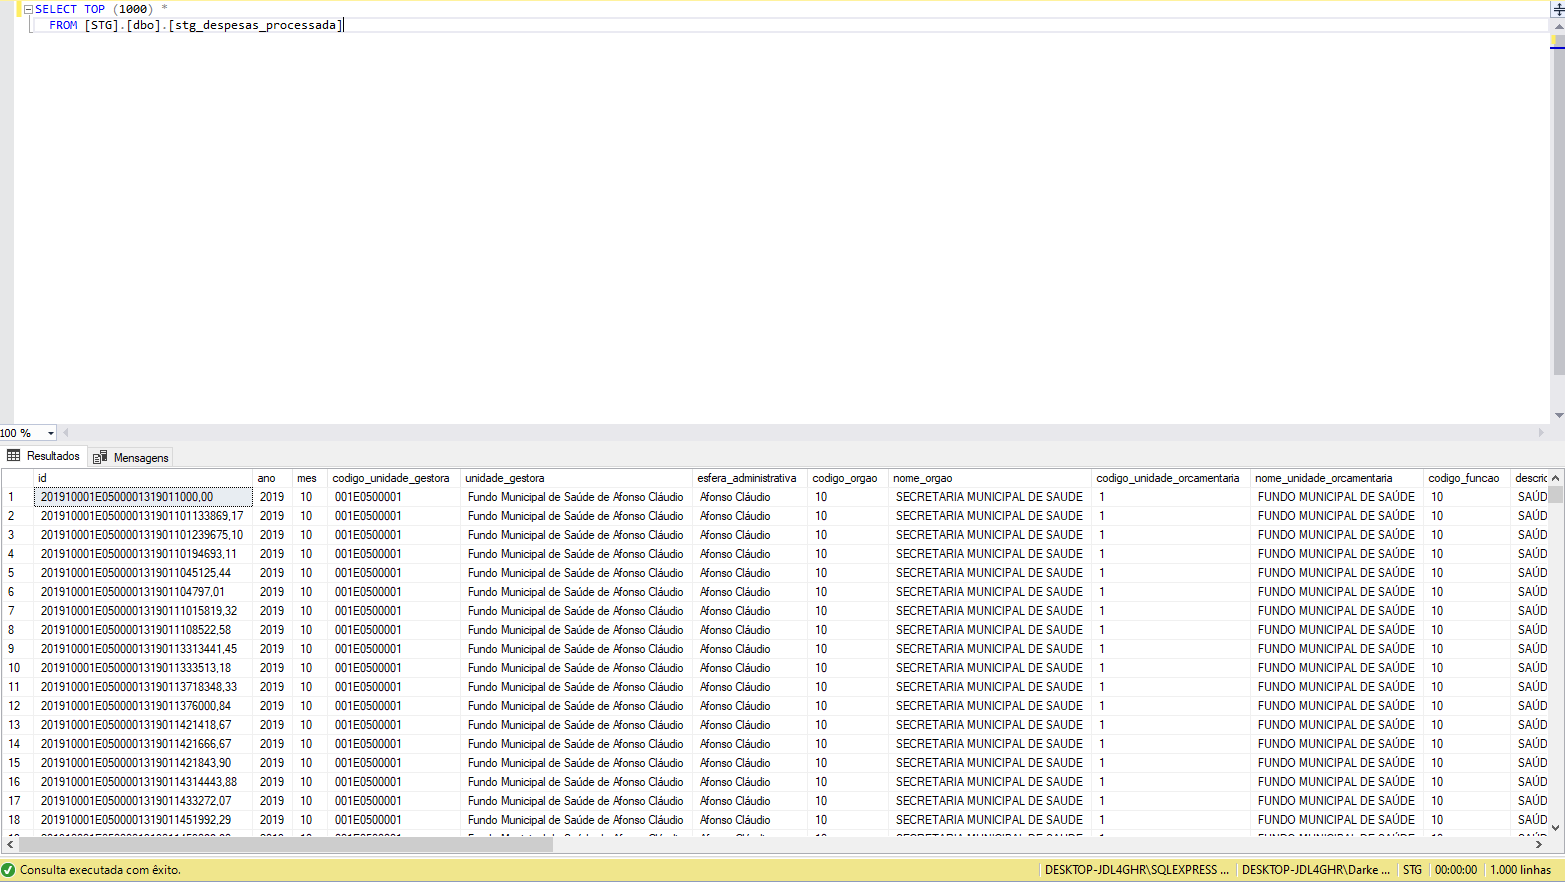 SELECT TOP (1000) *
FROM [STG].[dbo].[stg_despesas_processada]
100 %
Resultados Mensagens
id ano mes codigo_unidade_gestora unidade_gestora esfera_administrativa codigo_orgao nome_orgao codigo_unidade_orcamentaria nome_unidade_orcamentaria codigo_funcao descric
1 201910001E0500001319011000,00 2019 10 001E0500001 Fundo Municipal de Saúde de Afonso Cláudio Afonso Cláudio 10 SECRETARIA MUNICIPAL DE SAUDE 1 FUNDO MUNICIPAL DE SAÚDE 10 SAÚD
2 201910001E0500001319011011133869,17 2019 10 001E0500001 Fundo Municipal de Saúde de Afonso Cláudio Afonso Cláudio 10 SECRETARIA MUNICIPAL DE SAUDE 1 FUNDO MUNICIPAL DE SAÚDE 10 SAÚD
3 201910001E050000131901101239675,10 2019 10 001E0500001 Fundo Municipal de Saúde de Afonso Cláudio Afonso Cláudio 10 SECRETARIA MUNICIPAL DE SAUDE 1 FUNDO MUNICIPAL DE SAÚDE 10 SAÚD
4 201910001E05000013190110194693,11 2019 10 001E0500001 Fundo Municipal de Saúde de Afonso Cláudio Afonso Cláudio 10 SECRETARIA MUNICIPAL DE SAUDE 1 FUNDO MUNICIPAL DE SAÚDE 10 SAÚD
5 201910001E0500001319011045125,44 2019 10 001E0500001 Fundo Municipal de Saúde de Afonso Cláudio Afonso Cláudio 10 SECRETARIA MUNICIPAL DE SAUDE 1 FUNDO MUNICIPAL DE SAÚDE 10 SAÚD
6 201910001E050000131901104797,01 2019 10 001E0500001 Fundo Municipal de Saúde de Afonso Cláudio Afonso Cláudio 10 SECRETARIA MUNICIPAL DE SAUDE 1 FUNDO MUNICIPAL DE SAÚDE 10 SAÚD
7 201910001E05000013190111015819,32 2019 10 001E0500001 Fundo Municipal de Saúde de Afonso Cláudio Afonso Cláudio 10 SECRETARIA MUNICIPAL DE SAUDE 1 FUNDO MUNICIPAL DE SAÚDE 10 SAÚD
8 201910001E0500001319011108522,58 2019 10 001E0500001 Fundo Municipal de Saúde de Afonso Cláudio Afonso Cláudio 10 SECRETARIA MUNICIPAL DE SAUDE 1 FUNDO MUNICIPAL DE SAÚDE 10 SAÚD
9 201910001E05000013190113313441,45 2019 10 001E0500001 Fundo Municipal de Saúde de Afonso Cláudio Afonso Cláudio 10 SECRETARIA MUNICIPAL DE SAUDE 1 FUNDO MUNICIPAL DE SAÚDE 10 SAÚD
10 201910001E0500001319011333513,18 2019 10 001E0500001 Fundo Municipal de Saúde de Afonso Cláudio Afonso Cláudio 10 SECRETARIA MUNICIPAL DE SAUDE 1 FUNDO MUNICIPAL DE SAÚDE 10 SAÚD
11 201910001E05000013190113718348,33 2019 10 001E0500001 Fundo Municipal de Saúde de Afonso Cláudio Afonso Cláudio 10 SECRETARIA MUNICIPAL DE SAUDE 1 FUNDO MUNICIPAL DE SAÚDE 10 SAÚD
12 201910001E0500001319011376000,84 2019 10 001E0500001 Fundo Municipal de Saúde de Afonso Cláudio Afonso Cláudio 10 SECRETARIA MUNICIPAL DE SAUDE 1 FUNDO MUNICIPAL DE SAÚDE 10 SAÚD
13 201910001E0500001319011421418,67 2019 10 001E0500001 Fundo Municipal de Saúde de Afonso Cláudio Afonso Cláudio 10 SECRETARIA MUNICIPAL DE SAUDE 1 FUNDO MUNICIPAL DE SAÚDE 10 SAÚD
14 201910001E0500001319011421666,67 2019 10 001E0500001 Fundo Municipal de Saúde de Afonso Cláudio Afonso Cláudio 10 SECRETARIA MUNICIPAL DE SAUDE 1 FUNDO MUNICIPAL DE SAÚDE 10 SAÚD
15 201910001E0500001319011421843,90 2019 10 001E0500001 Fundo Municipal de Saúde de Afonso Cláudio Afonso Cláudio 10 SECRETARIA MUNICIPAL DE SAUDE 1 FUNDO MUNICIPAL DE SAÚDE 10 SAÚD
16 201910001E05000013190114314443,88 2019 10 001E0500001 Fundo Municipal de Saúde de Afonso Cláudio Afonso Cláudio 10 SECRETARIA MUNICIPAL DE SAUDE 1 FUNDO MUNICIPAL DE SAÚDE 10 SAÚD
17 201910001E0500001319011433272,07 2019 10 001E0500001 Fundo Municipal de Saúde de Afonso Cláudio Afonso Cláudio 10 SECRETARIA MUNICIPAL DE SAUDE 1 FUNDO MUNICIPAL DE SAÚDE 10 SAÚD
18 201910001E0500001319011451992,29 2019 10 001E0500001 Fundo Municipal de Saúde de Afonso Cláudio Afonso Cláudio 10 SECRETARIA MUNICIPAL DE SAUDE 1 FUNDO MUNICIPAL DE SAÚDE 10 SAÚD
Consulta executada com êxito. DESKTOP-JDL4GHR\SQLEXPRESS ... DESKTOP-JDL4GHR\Darke ... STG 00:00:00 1.000 linhas